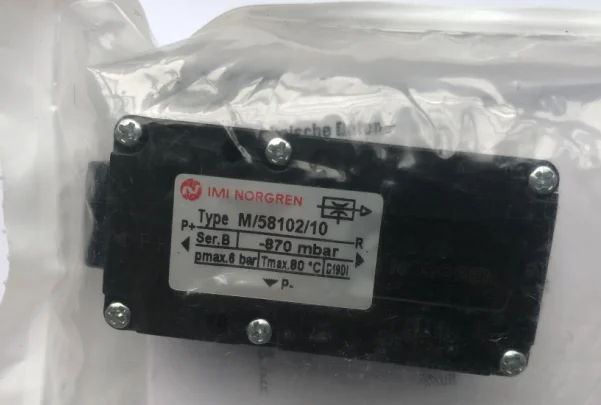 IMI NORGREN
Type M/58102/10
P+
R
Ser.B -870 mbar
pmax.6 bar Tmax.80 °C
P-